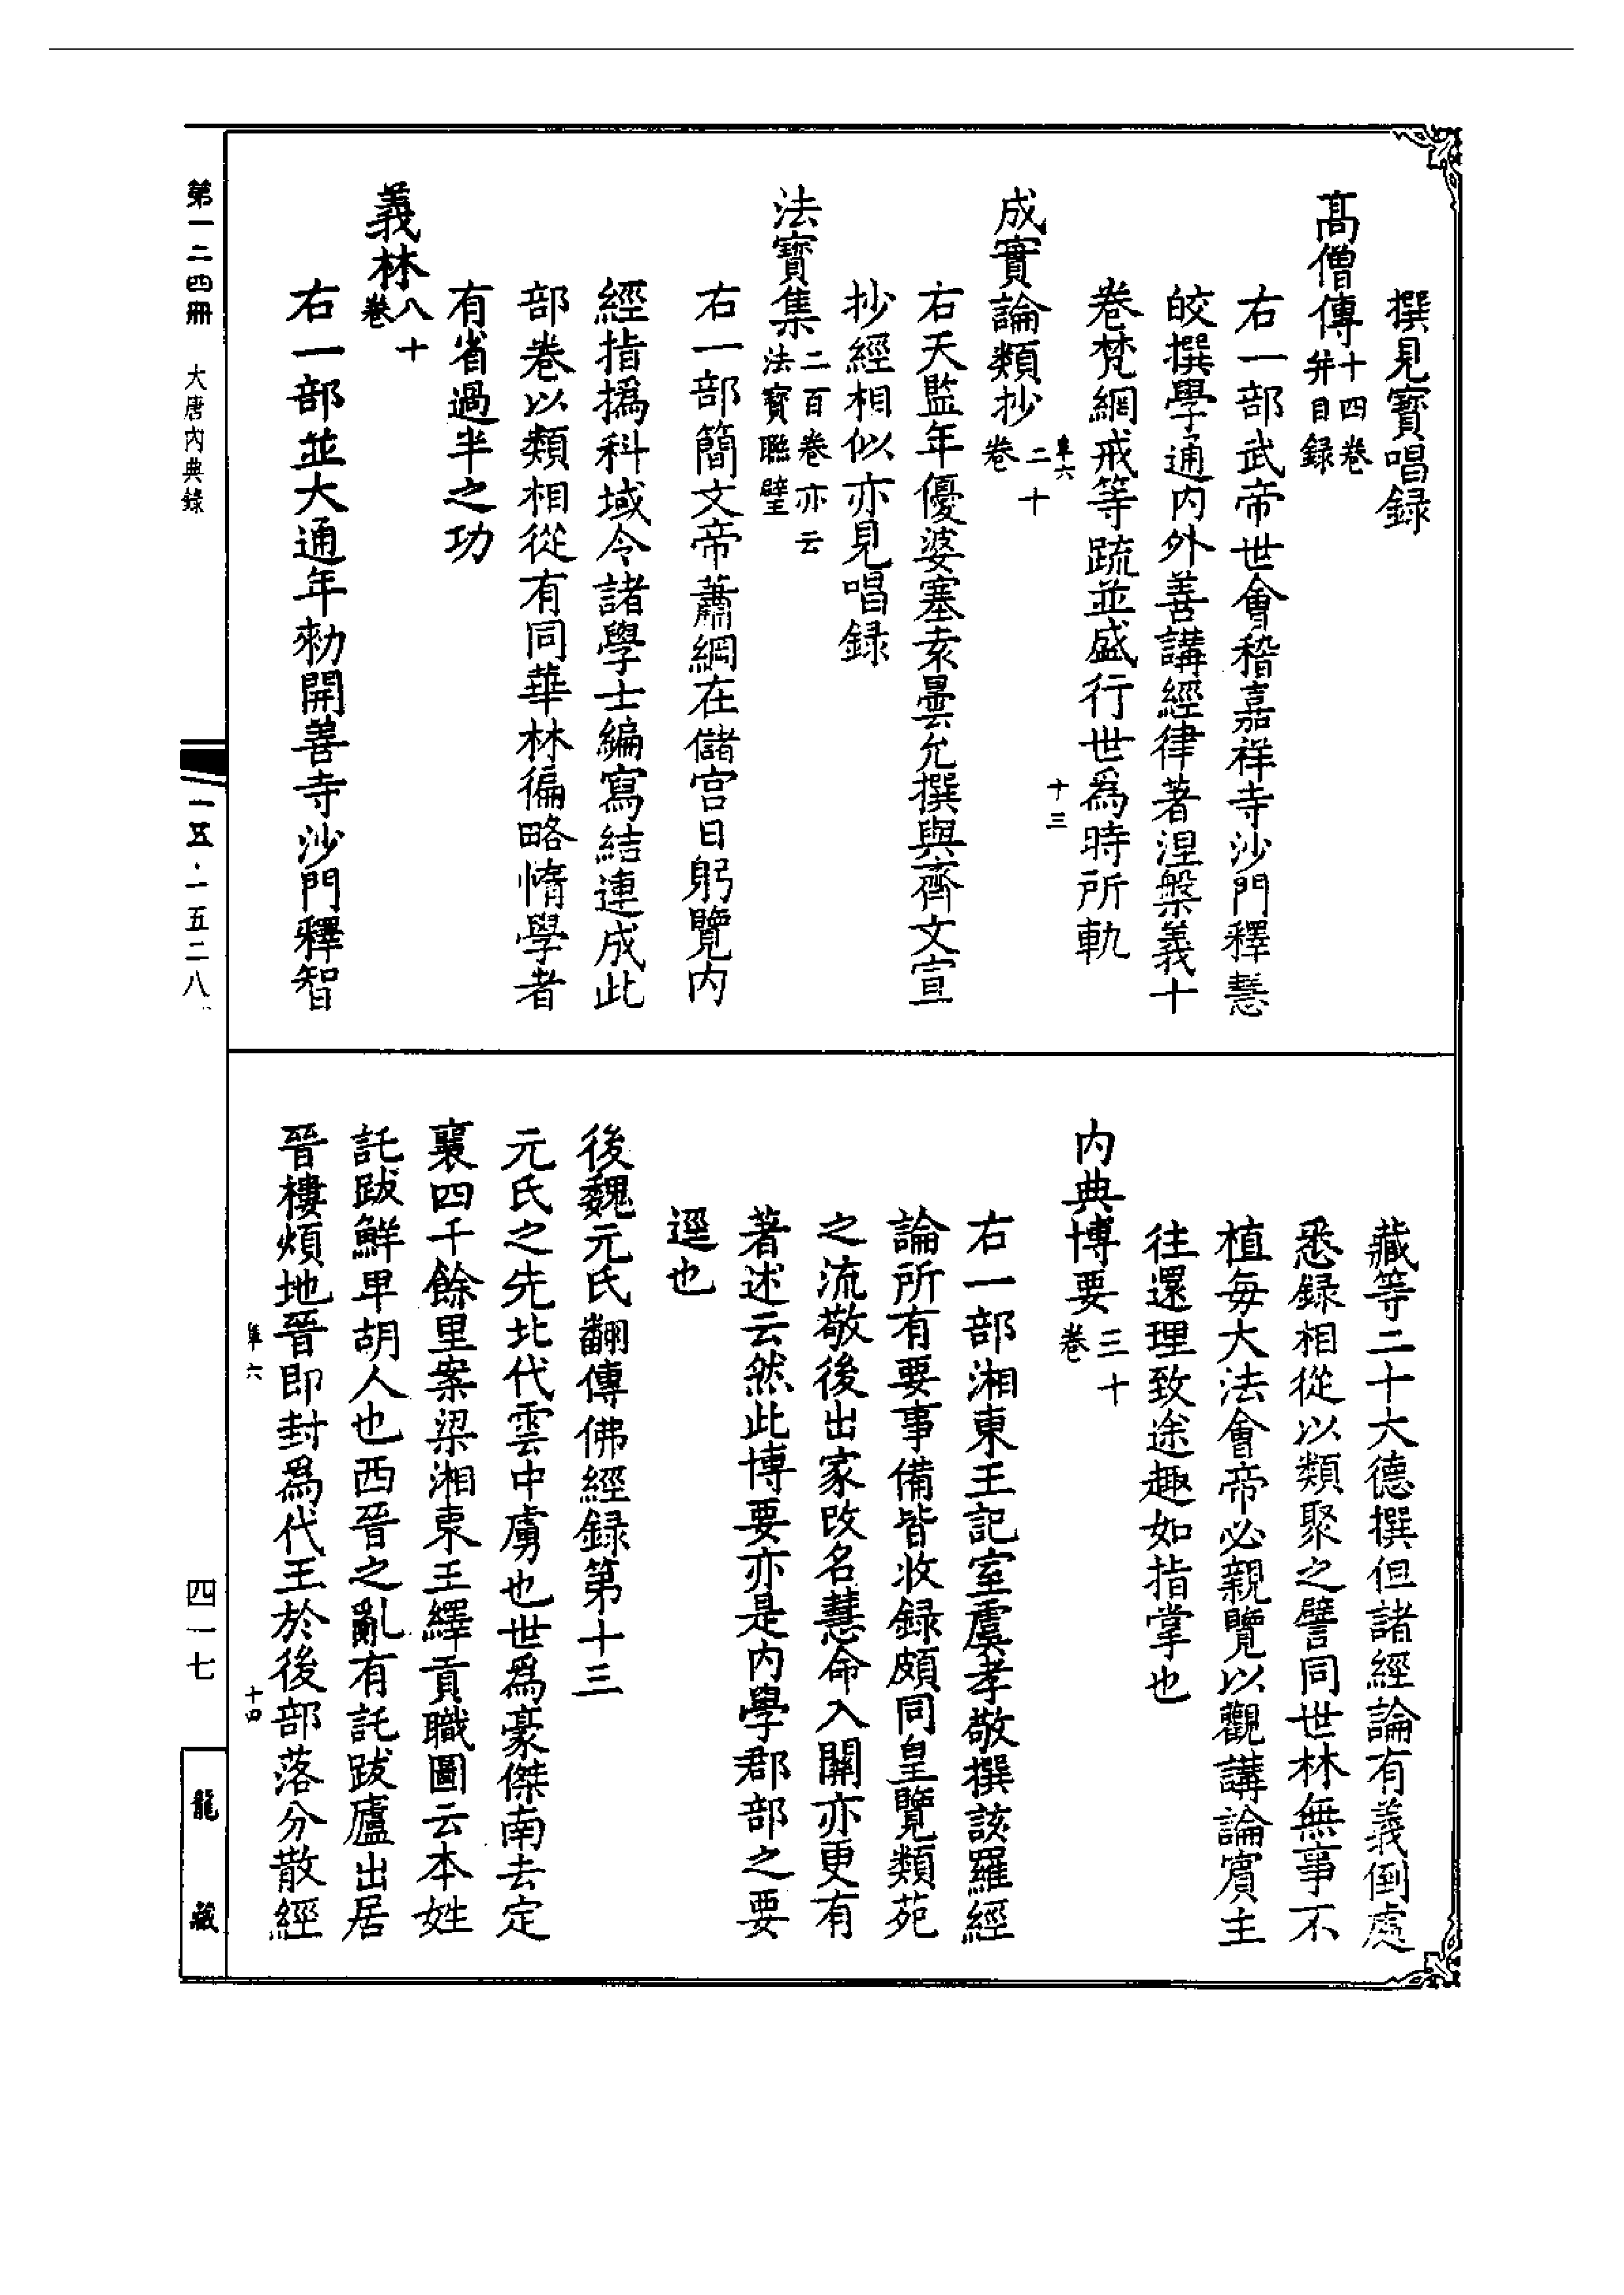 撰見寳唱録
髙僧傳十四卷并目録
右一部武帝世會稽嘉祥寺沙門釋慧
皎撰學通内外善講經律著涅槃義十
卷梵網戒等疏並盛行世爲時所軌
十三
成實論類抄二十卷
右天監年優婆塞袁曇允撰與齊文宣
抄經相似亦見唱録
法寳集二百卷亦云法寳聯璧
右一部簡文帝蕭綱在儲宮日躬覽内
經指撝科域令諸學士編寫結連成此
部卷以類相從有同華林徧略惰學者
有省過半之功
義林八十卷
右一部並大通年勑開善寺沙門釋智
藏等二十大德撰但諸經論有義倒處
悉録相從以類聚之譬同世林無事不
植每大法會帝必親覽以觀講論賓主
往還理致途趣如指掌也
内典博要三十卷
右一部湘東王記室虞孝敬撰該羅經
論所有要事備皆收録頗同皇覽類苑
之流敬後出家改名慧命入關亦更有
著述云然此博要亦是内學郡部之要
逕也
後魏元氏翻傳佛經録第十三
元氏之先北代雲中虜也世爲豪傑南去定
襄四千餘里案梁湘東王繹貢職圖云本姓
託跋鮮卑胡人也西晉之亂有託跋廬出居
晉樓煩地晉即封爲代王於後部落分散經
十四
第一二四冊 大唐內典錄
一五·一五二八
四一七
龍藏